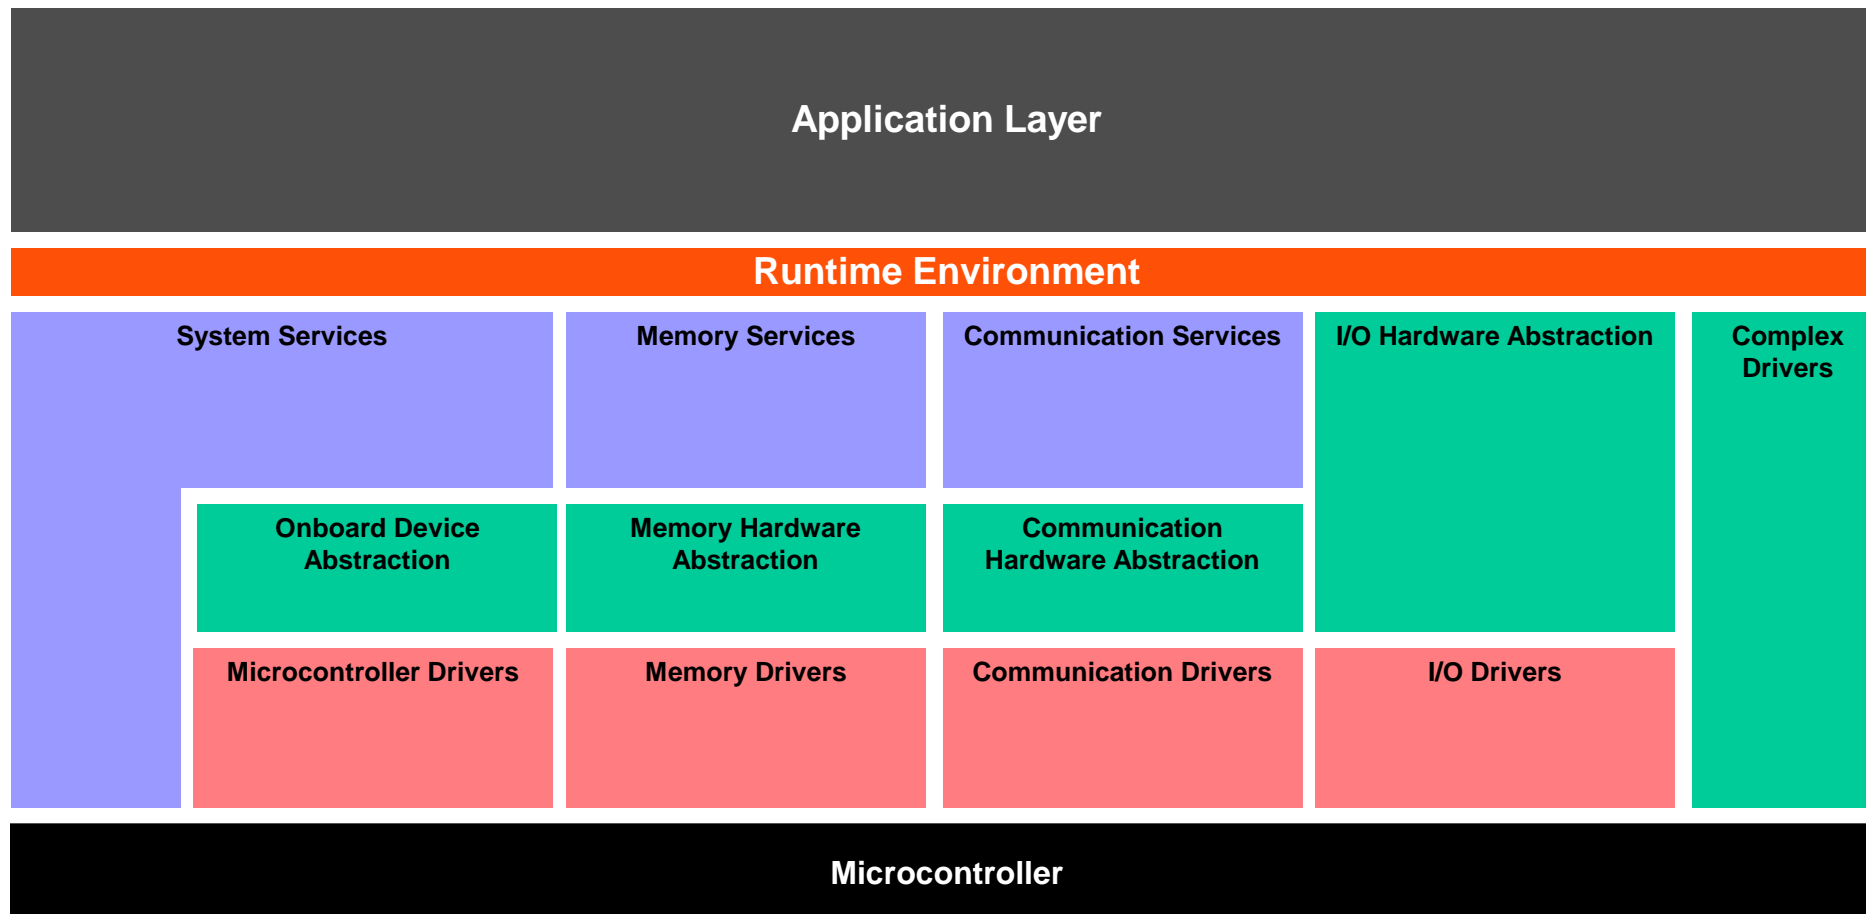 Application Layer
Runtime Environment
System Services
Memory Services
Communication Services
I/O Hardware Abstraction
Complex
Drivers
Onboard Device
Abstraction
Memory Hardware
Abstraction
Communication
Hardware Abstraction
Microcontroller Drivers
Memory Drivers
Communication Drivers
I/O Drivers
Microcontroller